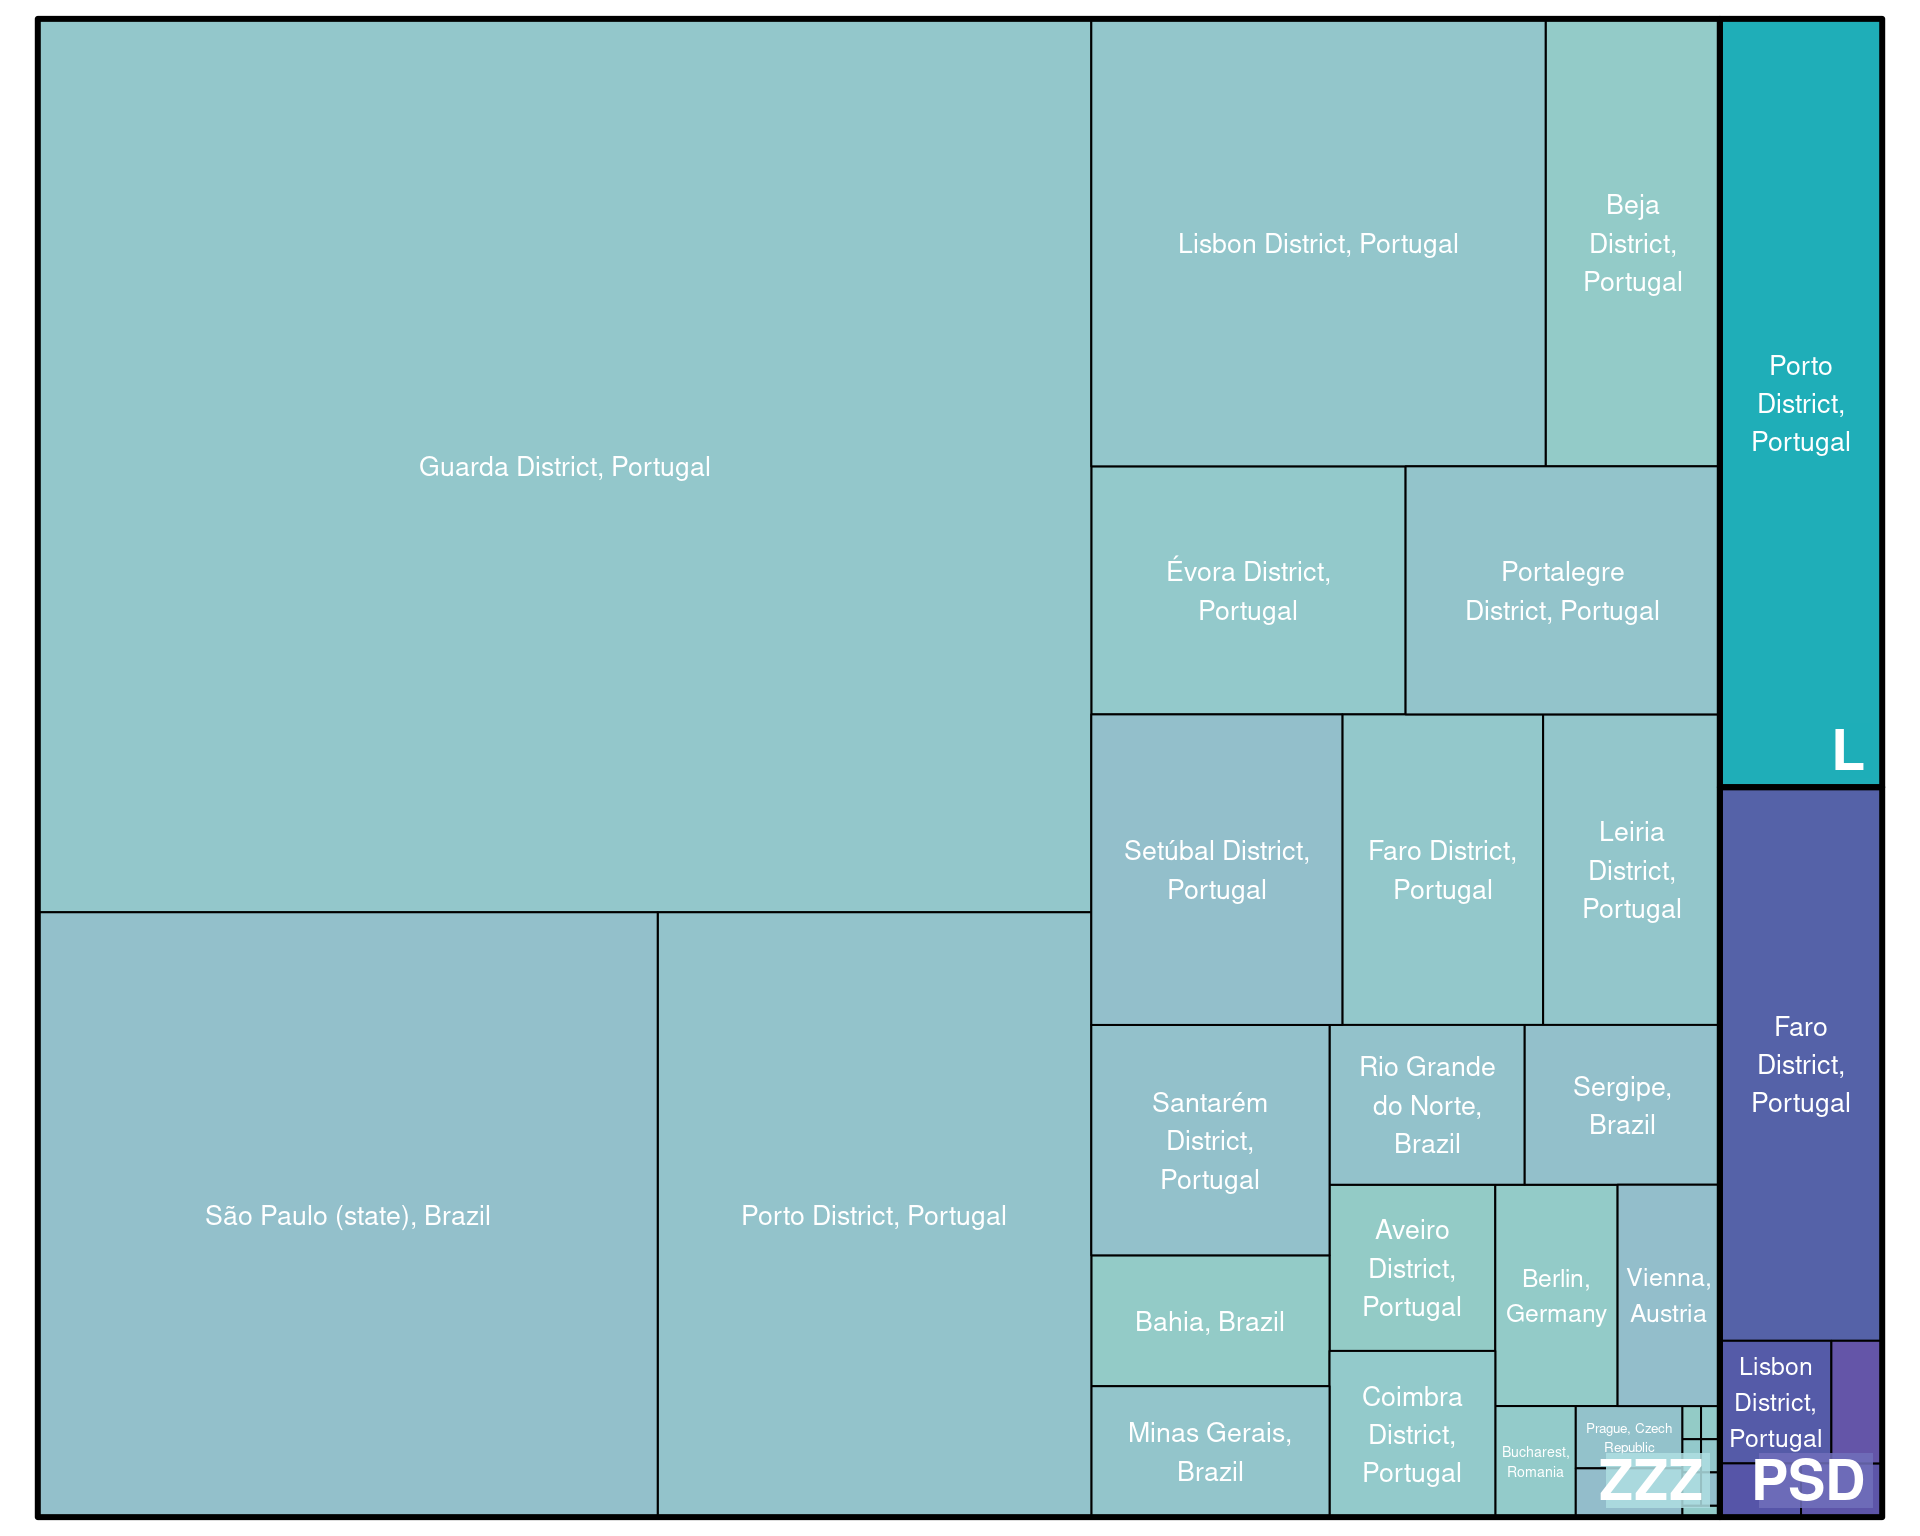 Guarda District, Portugal
Lisbon District, Portugal
Beja
District,
Portugal
Porto
District,
Portugal
L
Évora District,
Portugal
Portalegre
District, Portugal
Setúbal District,
Portugal
Faro District,
Portugal
Leiria
District,
Portugal
Faro
District,
Portugal
São Paulo (state), Brazil
Porto District, Portugal
Santarém
District,
Portugal
Rio Grande
do Norte,
Brazil
Sergipe,
Brazil
Bahia, Brazil
Minas Gerais,
Brazil
Aveiro
District,
Portugal
Coimbra
District,
Portugal
Berlin,
Germany
Vienna,
Austria
Bucharest,
Romania
Prague, Czech
Republic
ZZZ
Lisbon
District,
Portugal
PSD